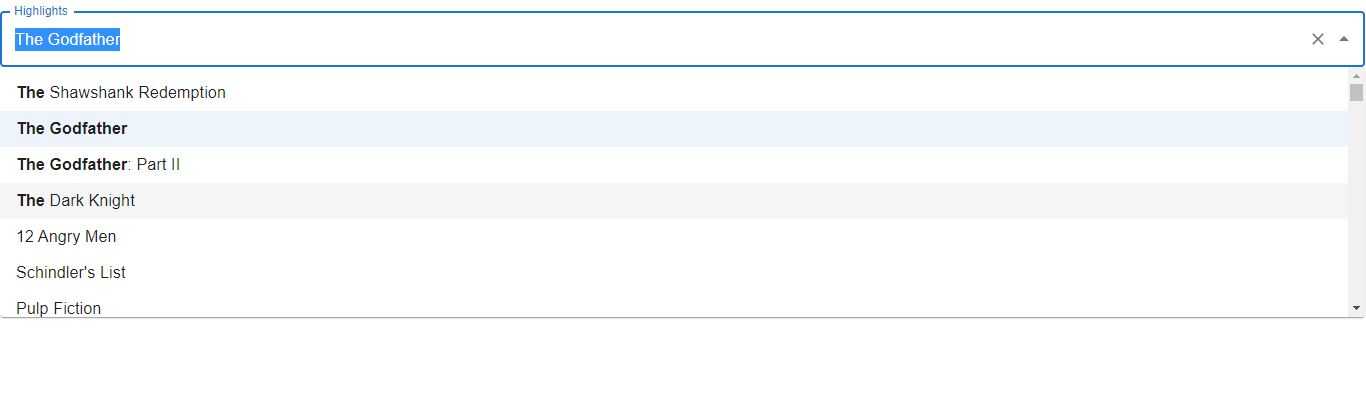 Highlights
The Godfather
The Shawshank Redemption
The Godfather
The Godfather: Part II
The Dark Knight
12 Angry Men
Schindler's List
Pulp Fiction